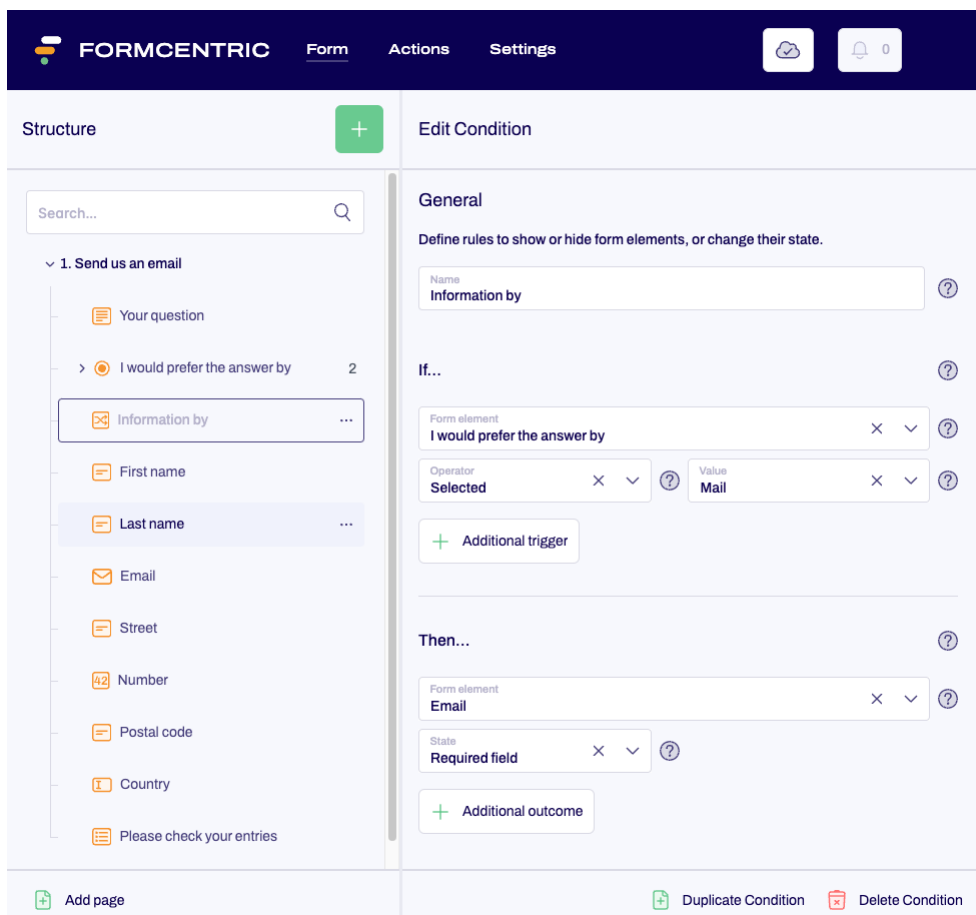 FORMCENTRIC Form Actions Settings 0
Structure
Search...
1. Send us an email
Your question
I would prefer the answer by 2
Information by
First name
Last name
Email
Street
42 Number
Postal code
Country
Please check your entries
Add page
Edit Condition
General
Define rules to show or hide form elements, or change their state.
Name
Information by
If...
Form element
I would prefer the answer by
Operator
Selected
Value
Mail
Additional trigger
Then...
Form element
Email
State
Required field
Additional outcome
Duplicate Condition Delete Condition